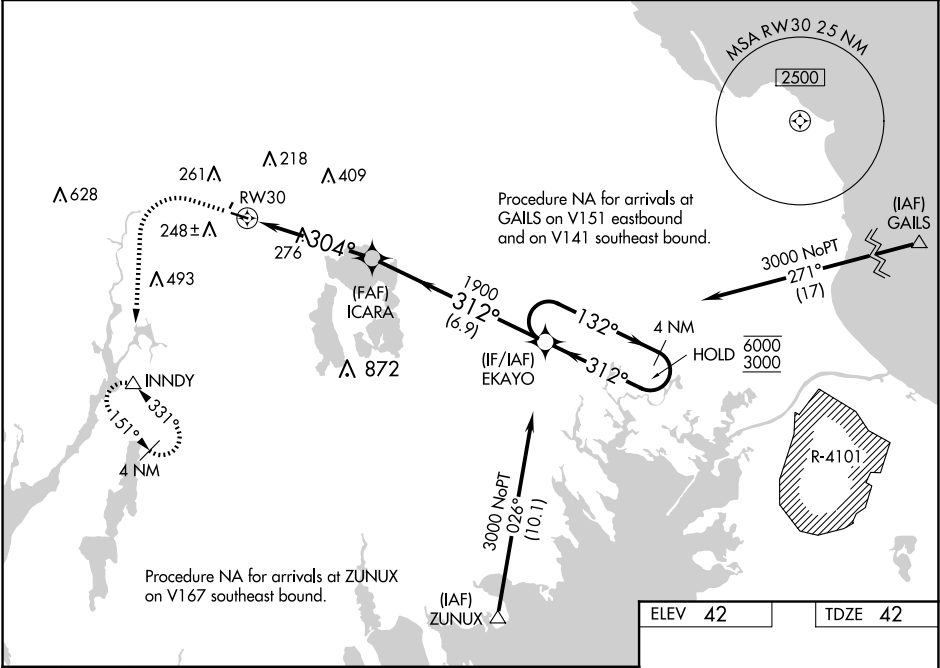 MSA RW30 25 NM
2500
218
261
409
628
RW30
248±
276
304°
493
(FAF)
ICARA
872
1900
312°
(6.9)
Procedure NA for arrivals at
GAILS on V151 eastbound
and on V141 southeast bound.
(IAF)
GAILS
3000 NoPT
271°
(17)
132°
4 NM
HOLD
6000
3000
312°
(IF/IAF)
EKAYO
INNDY
331°
151°
4 NM
R-4101
3000 NoPT
026°
(10.1)
Procedure NA for arrivals at ZUNUX
on V167 southeast bound.
(IAF)
ZUNUX
ELEV 42
TDZE 42